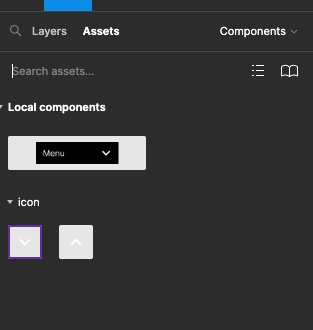 Layers Assets Components
Search assets...
Local components
Menu
icon